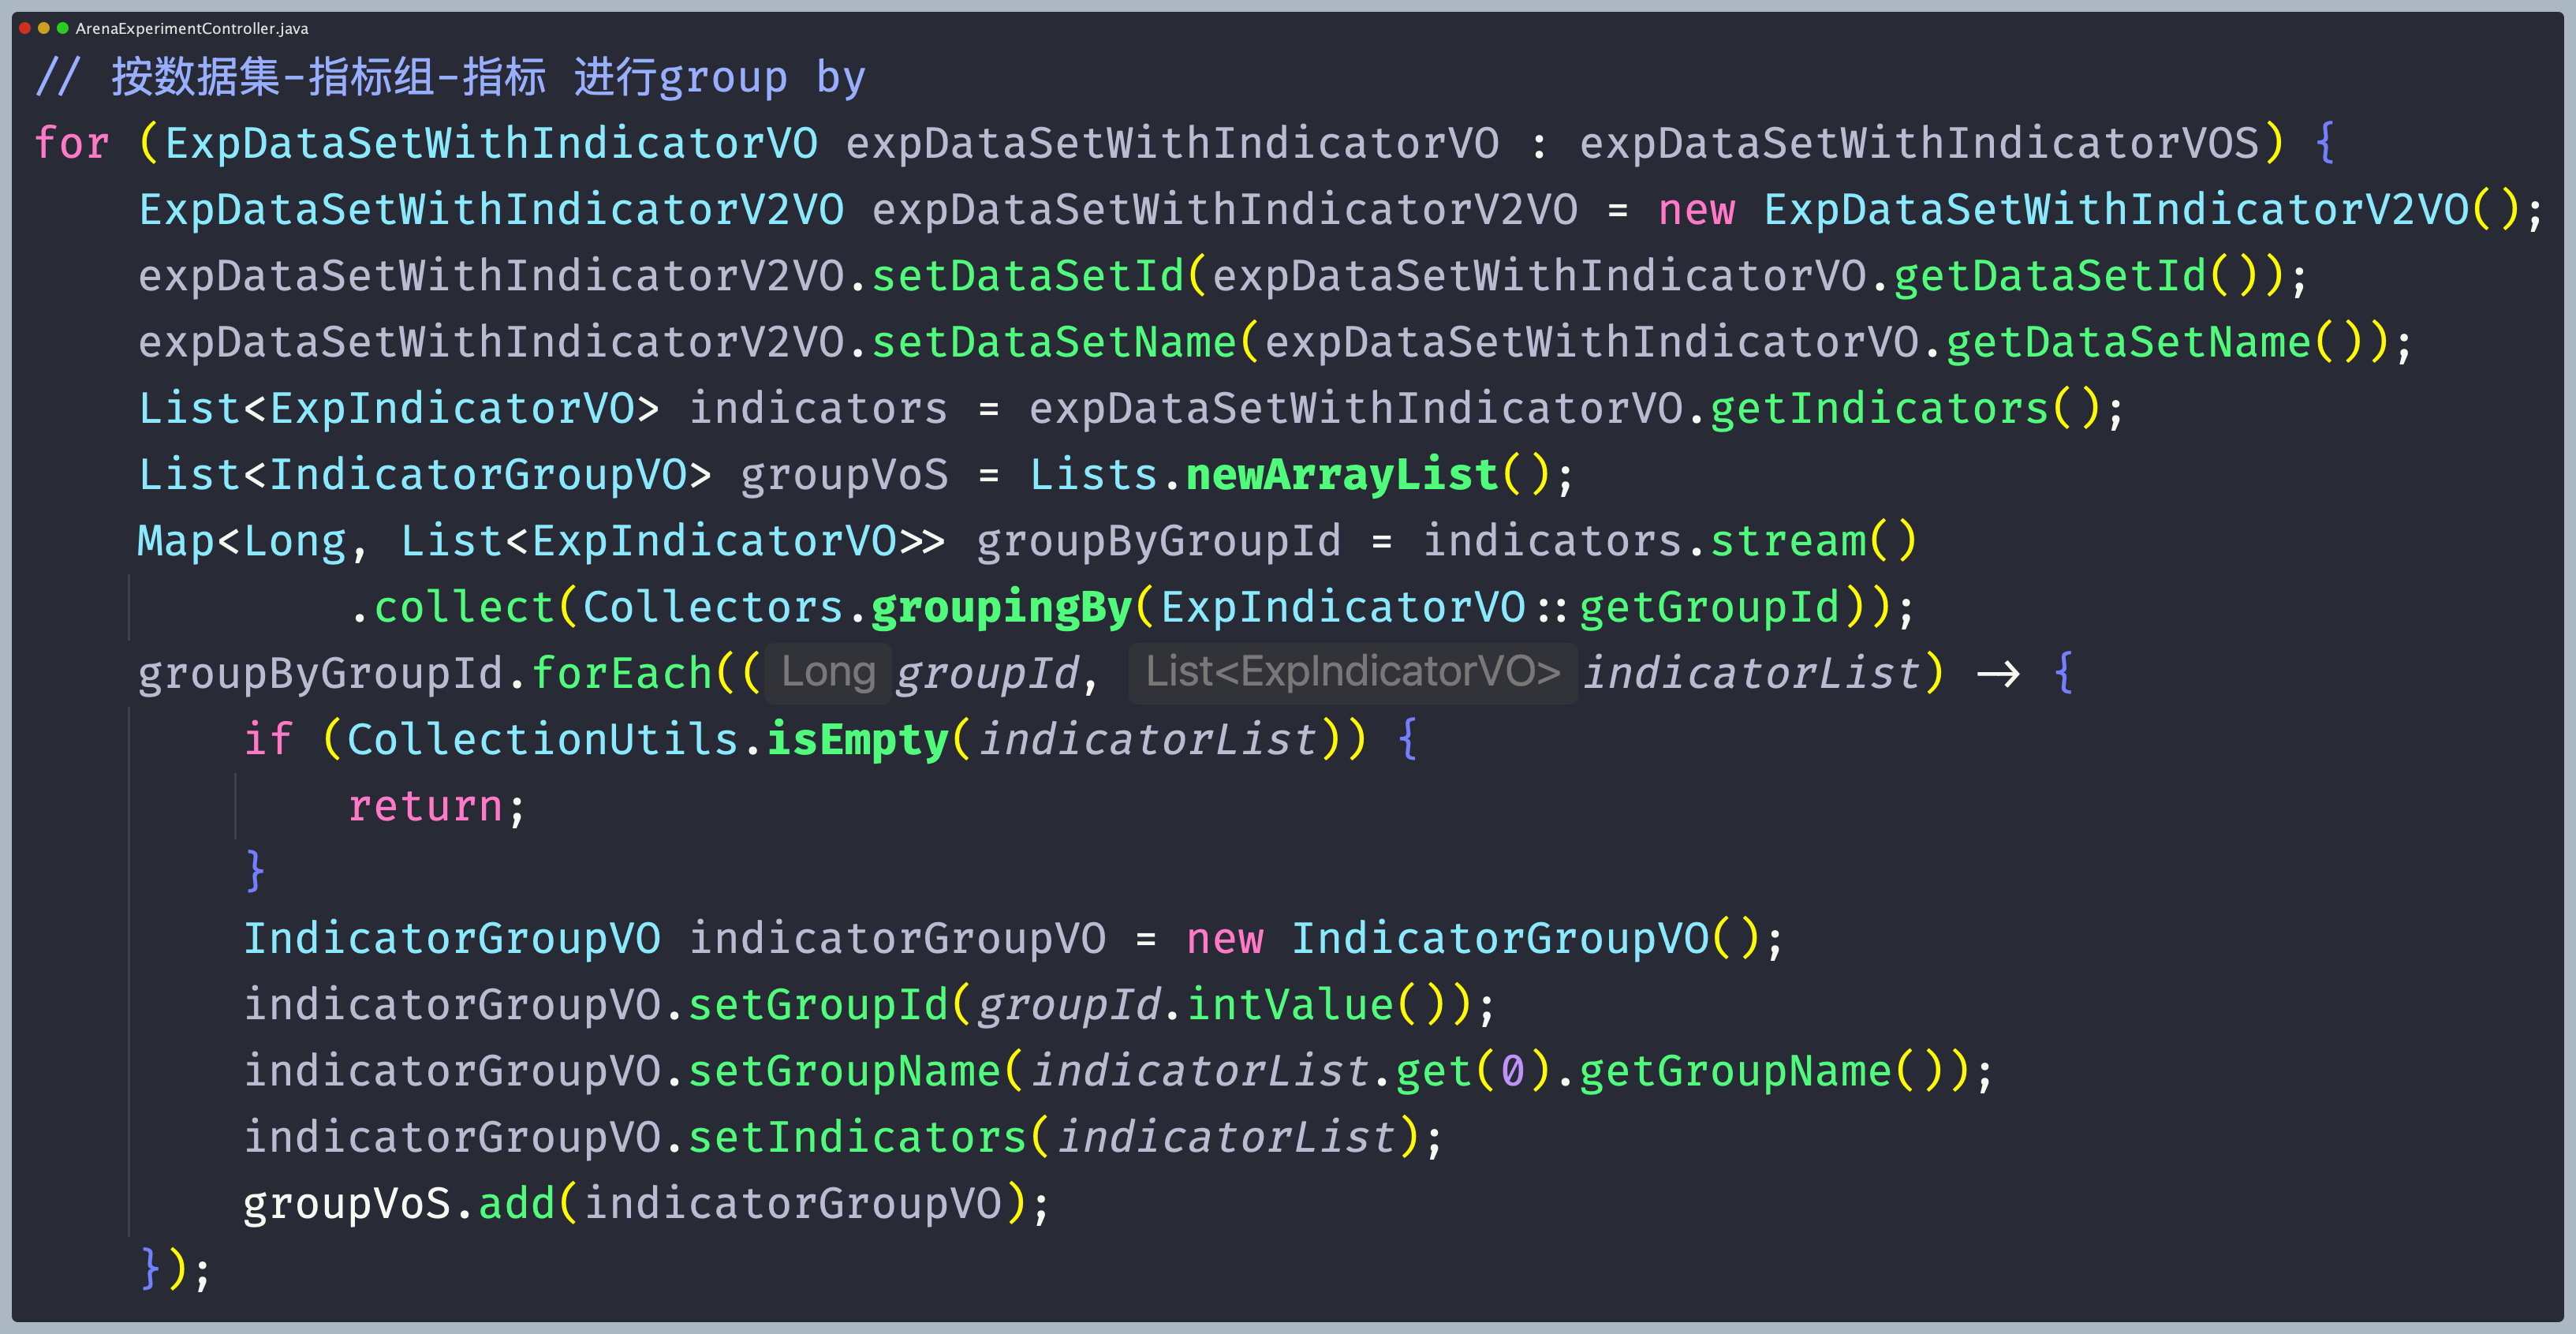 ArenaExperimentController.java
// 按数据集-指标组-指标 进行group by
for (ExpDataSetWithIndicatorVO expDataSetWithIndicatorVO : expDataSetWithIndicatorVOS) {
ExpDataSetWithIndicatorV2VO expDataSetWithIndicatorV2VO = new ExpDataSetWithIndicatorV2VO();
expDataSetWithIndicatorV2VO.setDataSetId(expDataSetWithIndicatorVO.getDataSetId());
expDataSetWithIndicatorV2VO.setDataSetName(expDataSetWithIndicatorVO.getDataSetName());
List<ExpIndicatorVO> indicators = expDataSetWithIndicatorVO.getIndicators();
List<IndicatorGroupVO> groupVoS = Lists.newArrayList();
Map<Long, List<ExpIndicatorVO>> groupByGroupId = indicators.stream()
.collect(Collectors.groupingBy(ExpIndicatorVO::getGroupId));
groupByGroupId.forEach((Long groupId, List<ExpIndicatorVO> indicatorList) -> {
if (CollectionUtils.isEmpty(indicatorList)) {
return;
}
IndicatorGroupVO indicatorGroupVO = new IndicatorGroupVO();
indicatorGroupVO.setGroupId(groupId.intValue());
indicatorGroupVO.setGroupName(indicatorList.get(0).getGroupName());
indicatorGroupVO.setIndicators(indicatorList);
groupVoS.add(indicatorGroupVO);
});